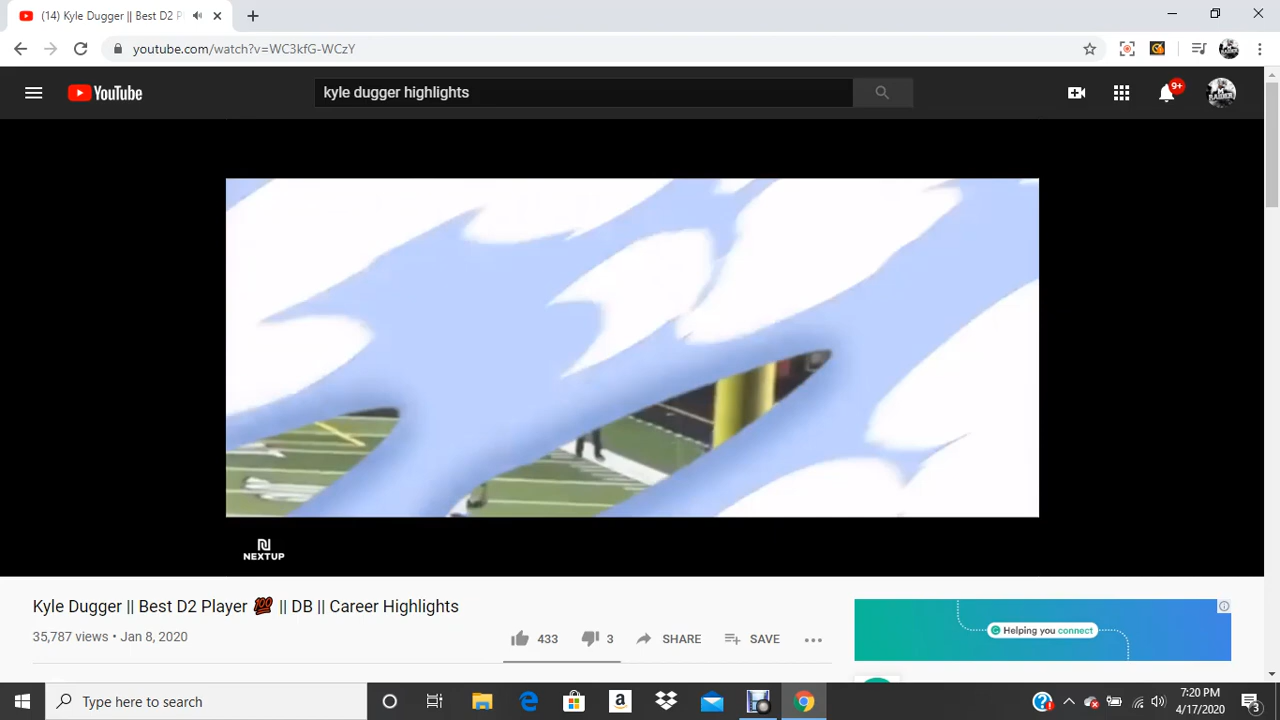 (14) Kyle Dugger || Best D2 P
youtube.com/watch?v=WC3kfG-WCzY
YouTube
kyle dugger highlights
9+
NEXTUP
Kyle Dugger || Best D2 Player 💯 || DB || Career Highlights
35,787 views • Jan 8, 2020
433
3
SHARE
SAVE
Helping you connect
Type here to search
7:20 PM
4/17/2020
3